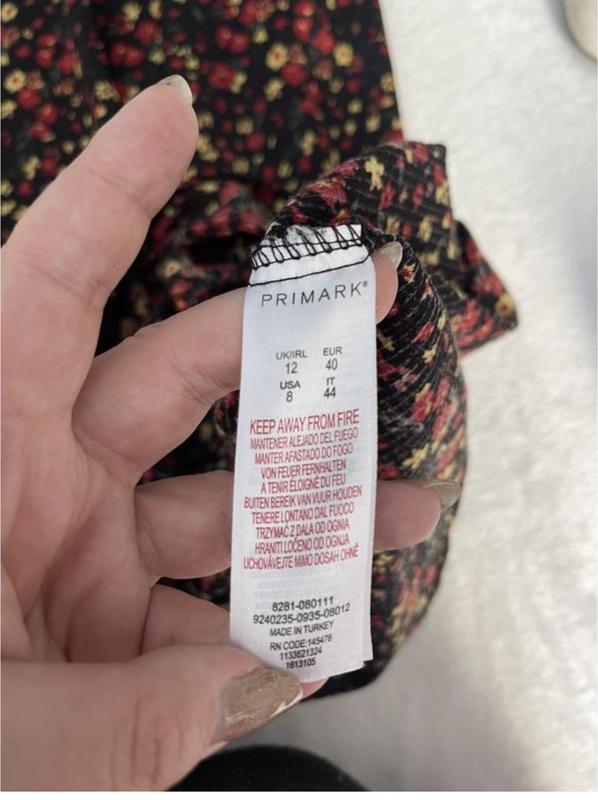 PRIMARK®
UK/IRL EUR
12 40
USA IT
8 44
KEEP AWAY FROM FIRE
MANTENER ALEJADO DEL FUEGO
MANTER AFASTADO DO FOGO
VON FEUER FERNHALTEN
A TENIR ÉLOIGNÉ DU FEU
BUITEN BEREIK VAN VUUR HOUDEN
TENERE LONTANO DAL FUOCO
TRZYMAĆ Z DALA OD OGNIA
HRANITI LOČENO OD OGNJA
UCHOVÁVEJTE MIMO DOSAH OHNĚ
8281-080111
9240235-0935-08012
MADE IN TURKEY
RN CODE:145476
1133621324
1613105